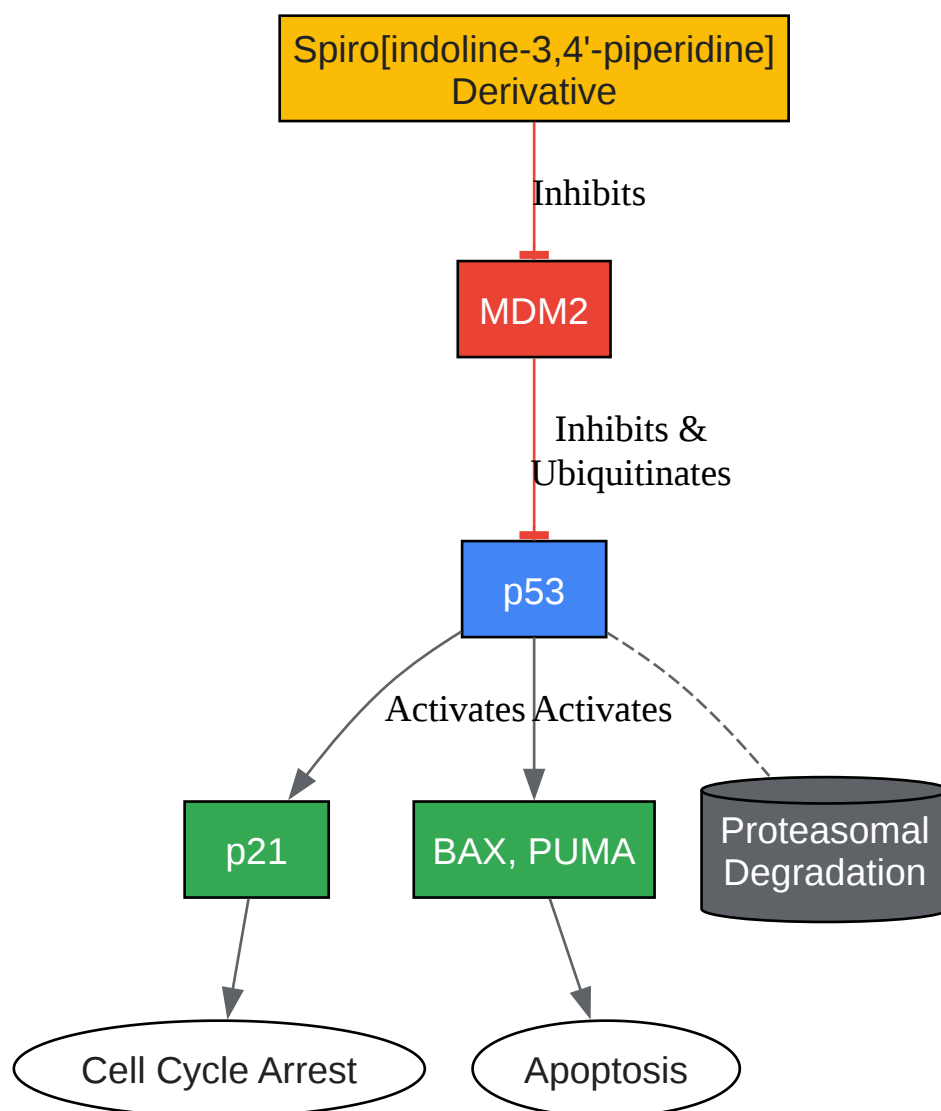 Spiro[indoline-3,4'-piperidine]
Derivative
Inhibits
MDM2
Inhibits &
Ubiquitinates
p53
Activates
Activates
p21
BAX, PUMA
Proteasomal
Degradation
Cell Cycle Arrest
Apoptosis